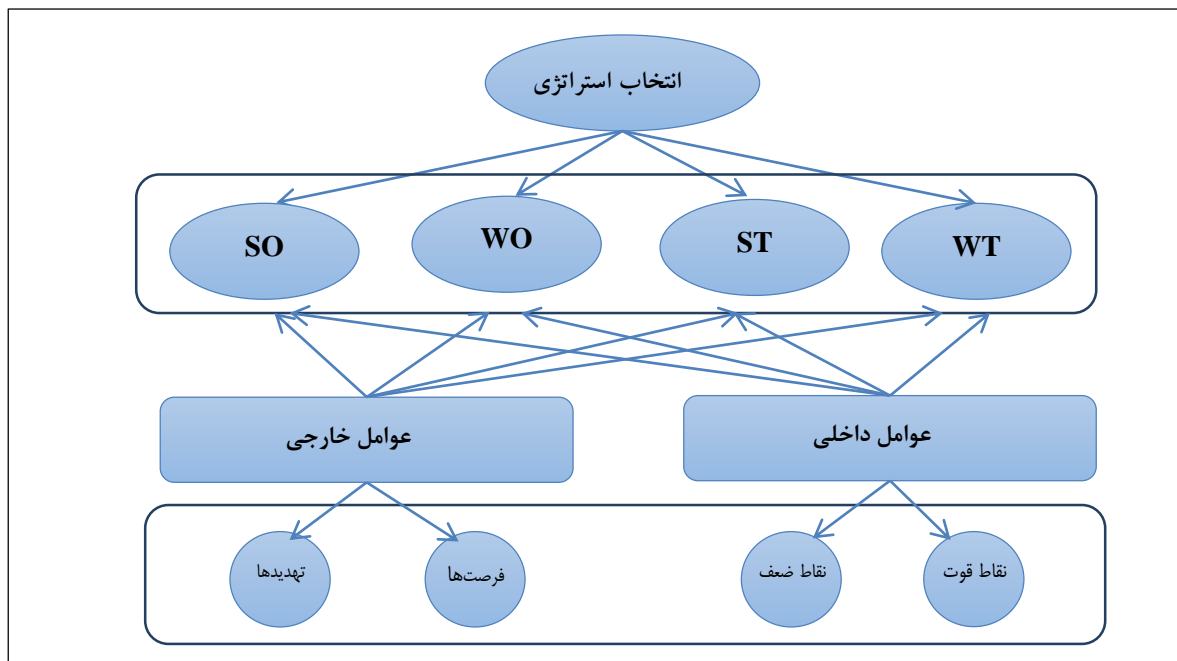 انتخاب استراتژی
SO
WO
ST
WT
عوامل داخلی
عوامل خارجی
نقاط قوت
نقاط ضعف
فرصت‌ها
تهدیدها